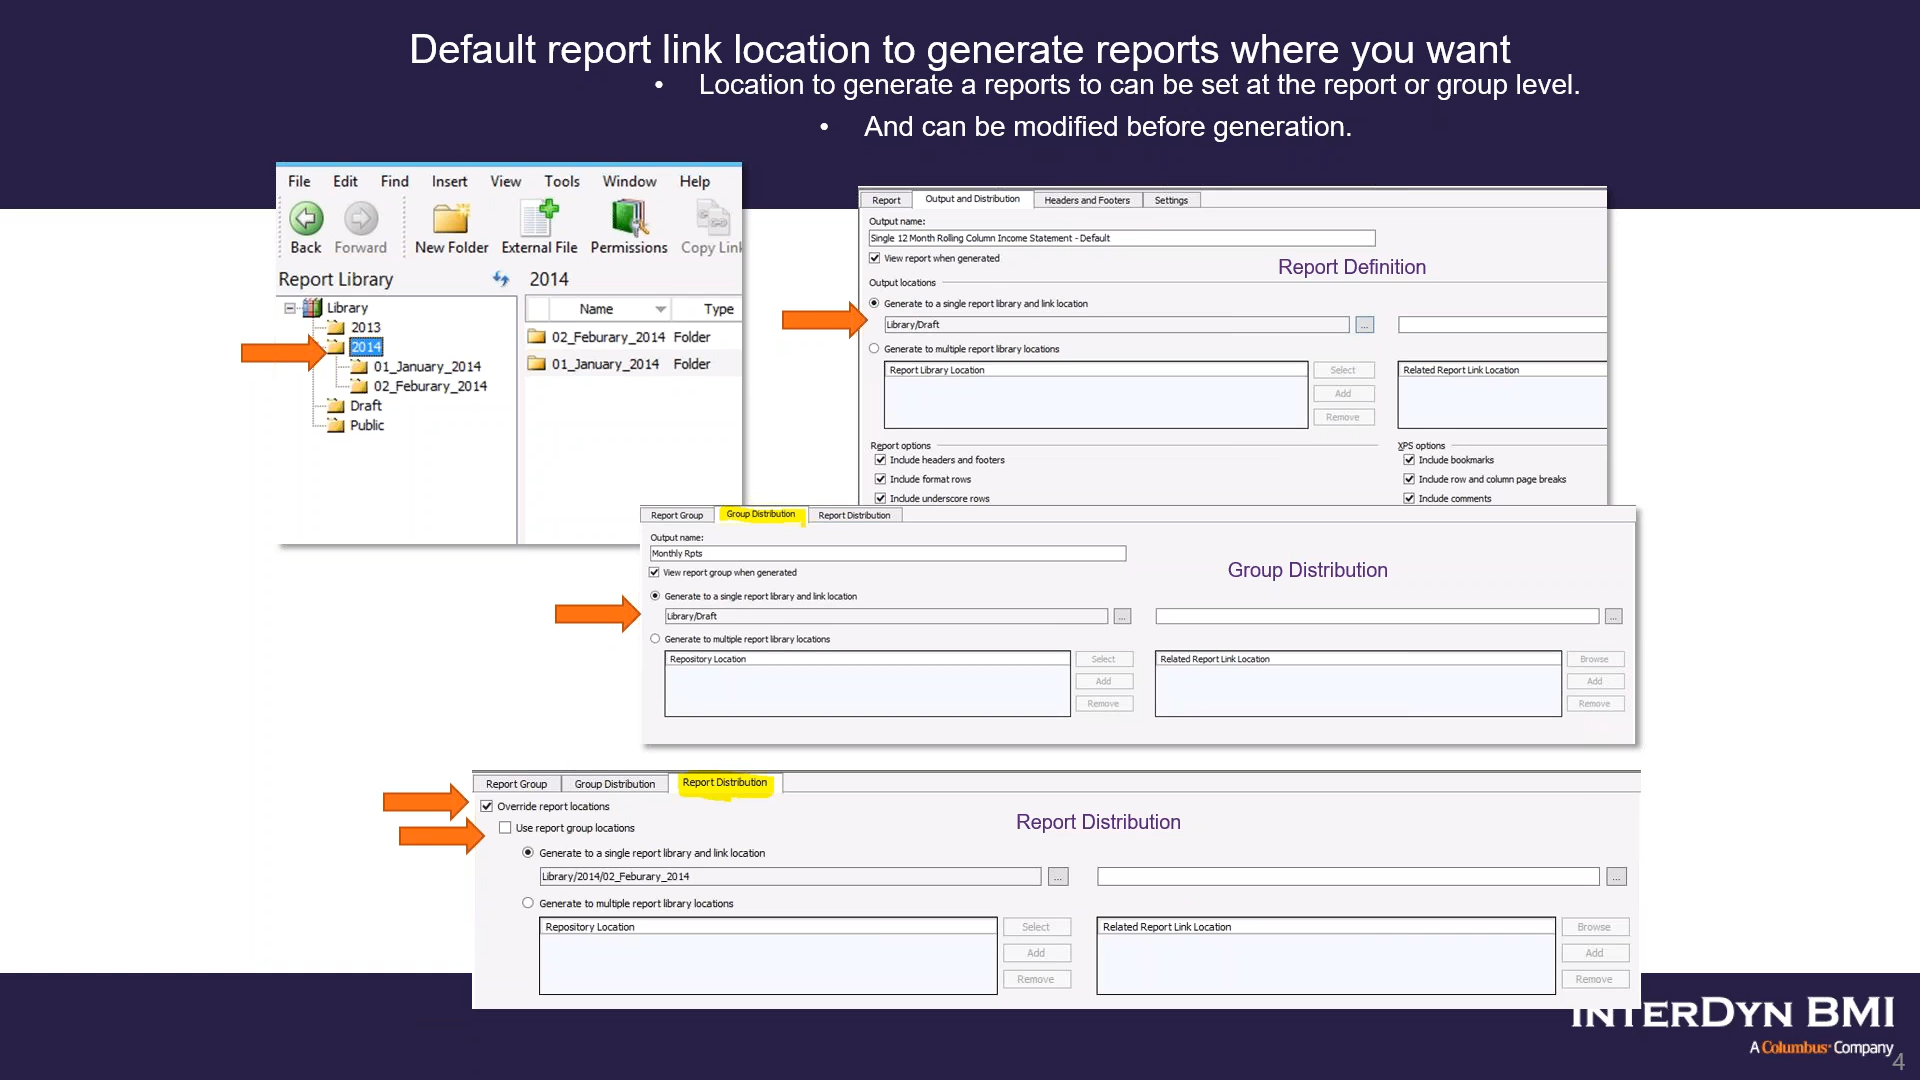 Default report link location to generate reports where you want
• Location to generate a reports to can be set at the report or group level.
• And can be modified before generation.
File Edit Find Insert View Tools Window Help
Back Forward New Folder External File Permissions Copy Link
Report Library 2014
Name Type
Library
2013
2014
01_January_2014
02_Feburary_2014
Draft
Public
02_Feburary_2014 Folder
01_January_2014 Folder
Report Output and Distribution Headers and Footers Settings
Output name:
Single 12 Month Rolling Column Income Statement - Default
View report when generated
Report Definition
Output locations
Generate to a single report library and link location
Library/Draft ...
Generate to multiple report library locations
Report Library Location Select Related Report Link Location
Add
Remove
Report options XPS options
Include headers and footers Include bookmarks
Include format rows Include row and column page breaks
Include underscore rows Include comments
Report Group Group Distribution Report Distribution
Output name:
Monthly Rpts
View report group when generated
Group Distribution
Generate to a single report library and link location
Library/Draft ... ...
Generate to multiple report library locations
Repository Location Select Related Report Link Location Browse
Add Add
Remove Remove
Report Group Group Distribution Report Distribution
Override report locations
Report Distribution
Use report group locations
Generate to a single report library and link location
Library/2014/02_Feburary_2014 ... ...
Generate to multiple report library locations
Repository Location Select Related Report Link Location Browse
Add Add
Remove Remove
INTERDYN BMI
A Columbus Company
4